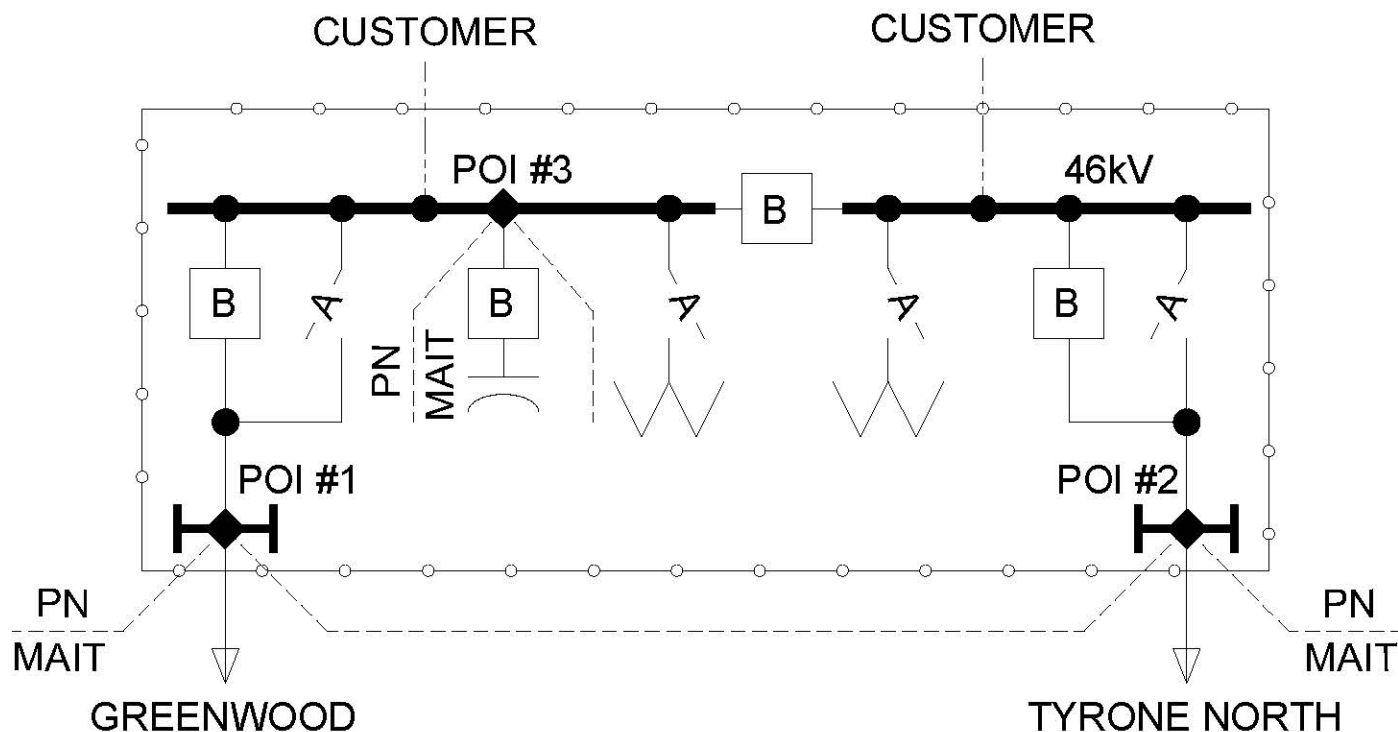 CUSTOMER
CUSTOMER
POI #3
46kV
B
B
A
B
A
A
B
A
PN
MAIT
POI #1
POI #2
PN
MAIT
PN
MAIT
GREENWOOD
TYRONE NORTH